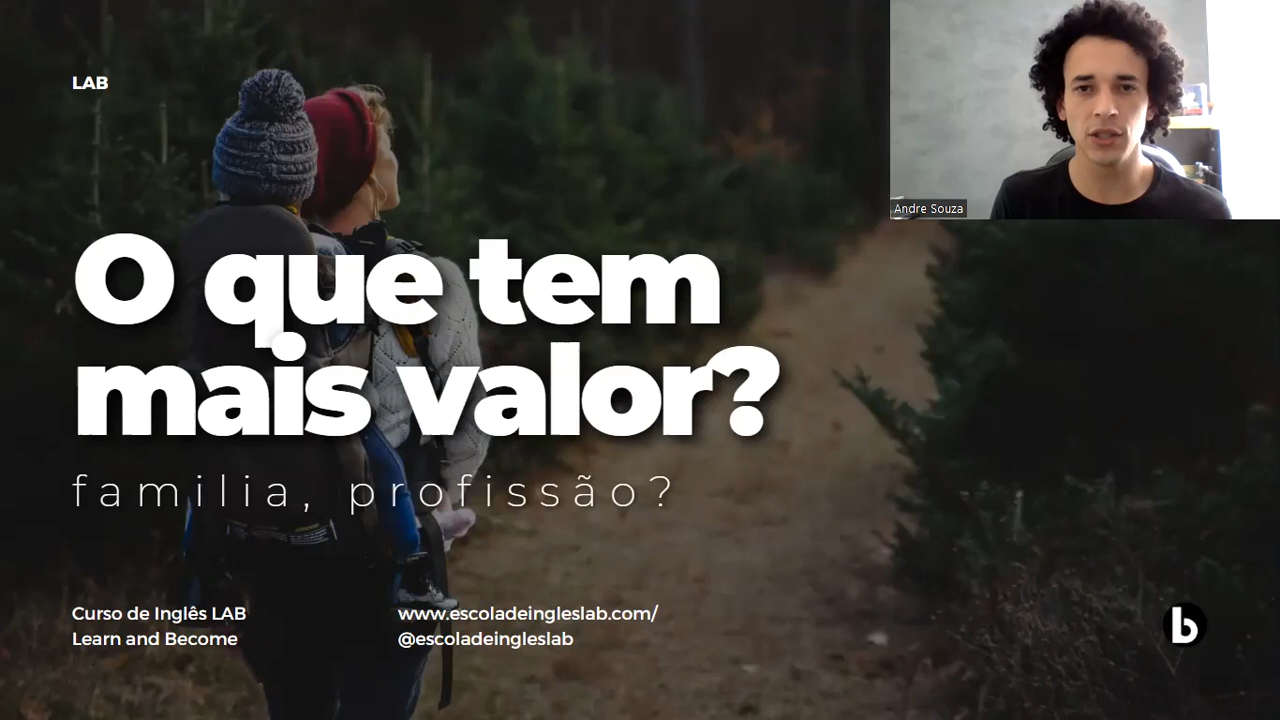 LAB
Andre Souza
O que tem
mais valor?
familia, profissão?
Curso de Inglês LAB
Learn and Become
www.escoladeingleslab.com/
@escoladeingleslab
b